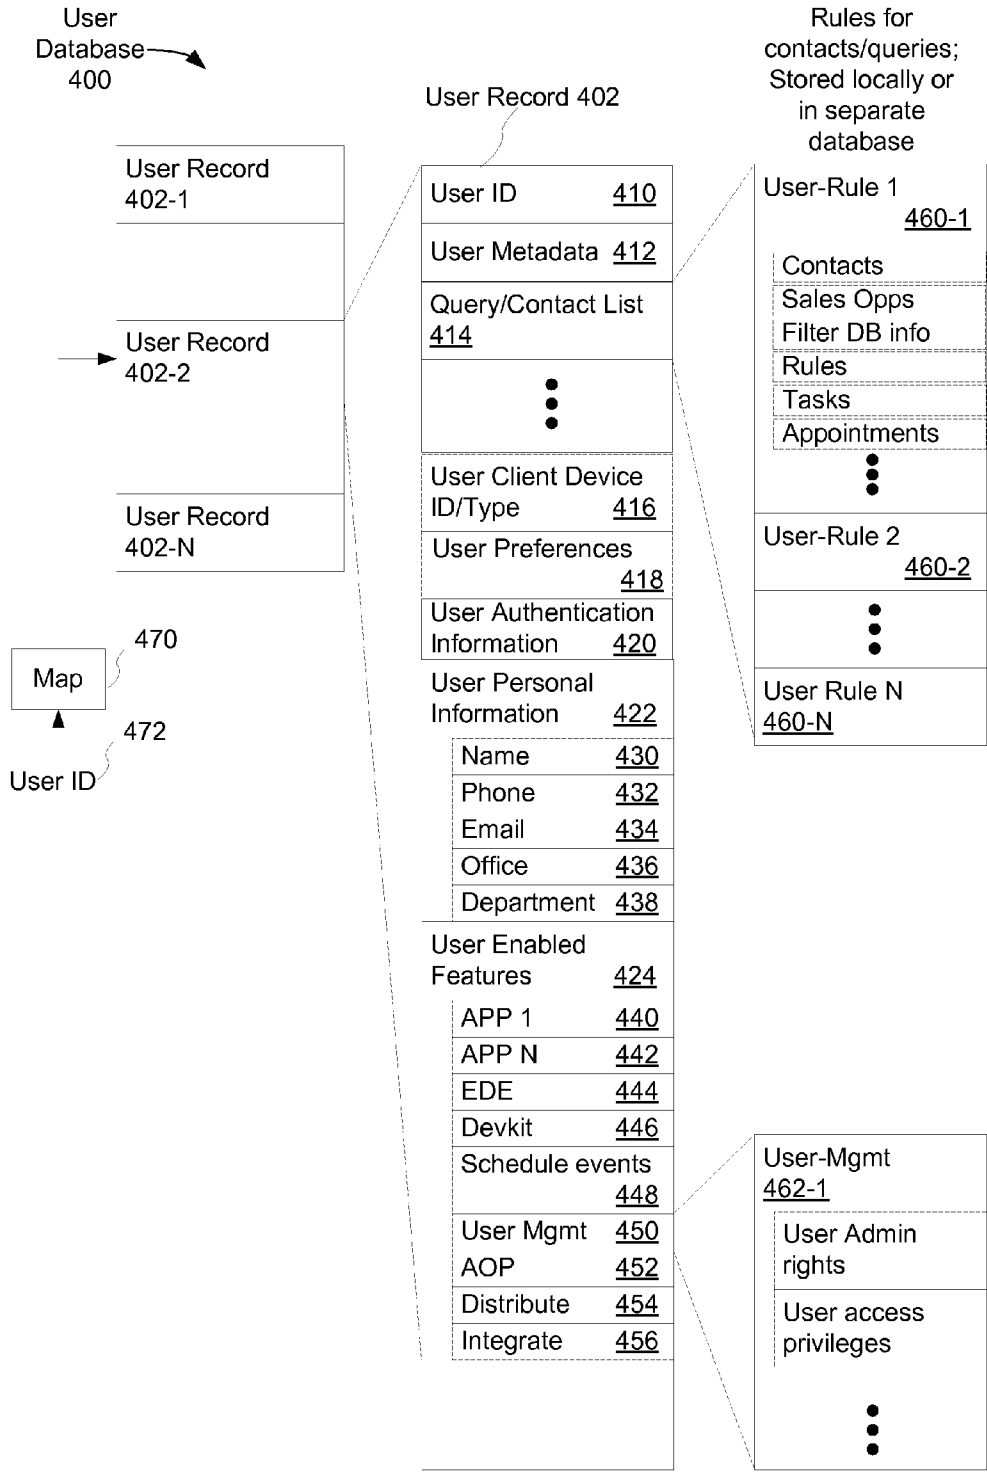 User
Database
400
User Record
402-1
User Record
402-2
User Record
402-N
470
Map
472
User ID
User Record 402
User ID 410
User Metadata 412
Query/Contact List
414
User Client Device
ID/Type 416
User Preferences
418
User Authentication
Information 420
User Personal
Information 422
Name 430
Phone 432
Email 434
Office 436
Department 438
User Enabled
Features 424
APP 1 440
APP N 442
EDE 444
Devkit 446
Schedule events
448
User Mgmt 450
AOP 452
Distribute 454
Integrate 456
Rules for
contacts/queries;
Stored locally or
in separate
database
User-Rule 1
460-1
Contacts
Sales Opps
Filter DB info
Rules
Tasks
Appointments
User-Rule 2
460-2
User Rule N
460-N
User-Mgmt
462-1
User Admin
rights
User access
privileges